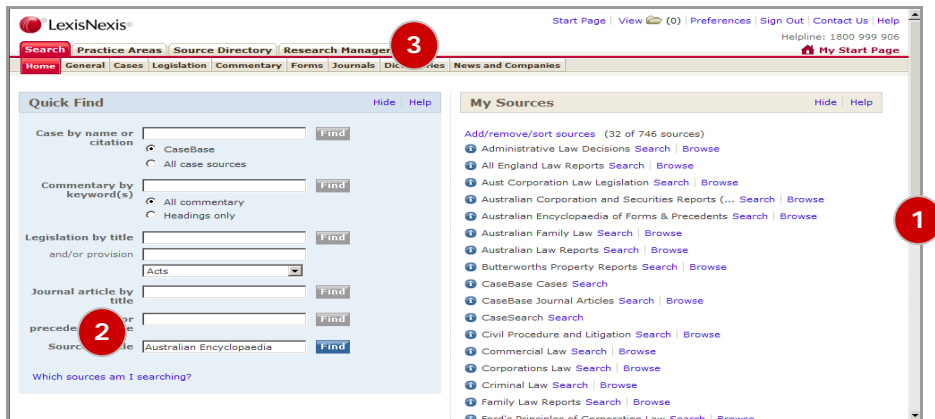 LexisNexis®
Start Page | View (0) | Preferences | Sign Out | Contact Us | Help
Helpline: 1800 999 906
Search Practice Areas Source Directory Research Manager
3
My Start Page
Home General Cases Legislation Commentary Forms Journals News and Companies
Quick Find Hide | Help
Case by name or citation Find
CaseBase
All case sources
Commentary by keyword(s) Find
All commentary
Headings only
Legislation by title Find
and/or provision
Acts
Journal article by title Find
or Find
2
Australian Encyclopaedia Find
Which sources am I searching?
My Sources Hide | Help
Add/remove/sort sources (32 of 746 sources)
Administrative Law Decisions Search | Browse
All England Law Reports Search | Browse
Aust Corporation Law Legislation Search | Browse
Australian Corporation and Securities Reports (... Search | Browse
Australian Encyclopaedia of Forms & Precedents Search | Browse
1
Australian Family Law Search | Browse
Australian Law Reports Search | Browse
Butterworths Property Reports Search | Browse
CaseBase Cases Search
CaseBase Journal Articles Search | Browse
CaseSearch Search
Civil Procedure and Litigation Search | Browse
Commercial Law Search | Browse
Corporations Law Search | Browse
Criminal Law Search | Browse
Family Law Reports Search | Browse
Ford's Principles of Corporation Law Search | Browse